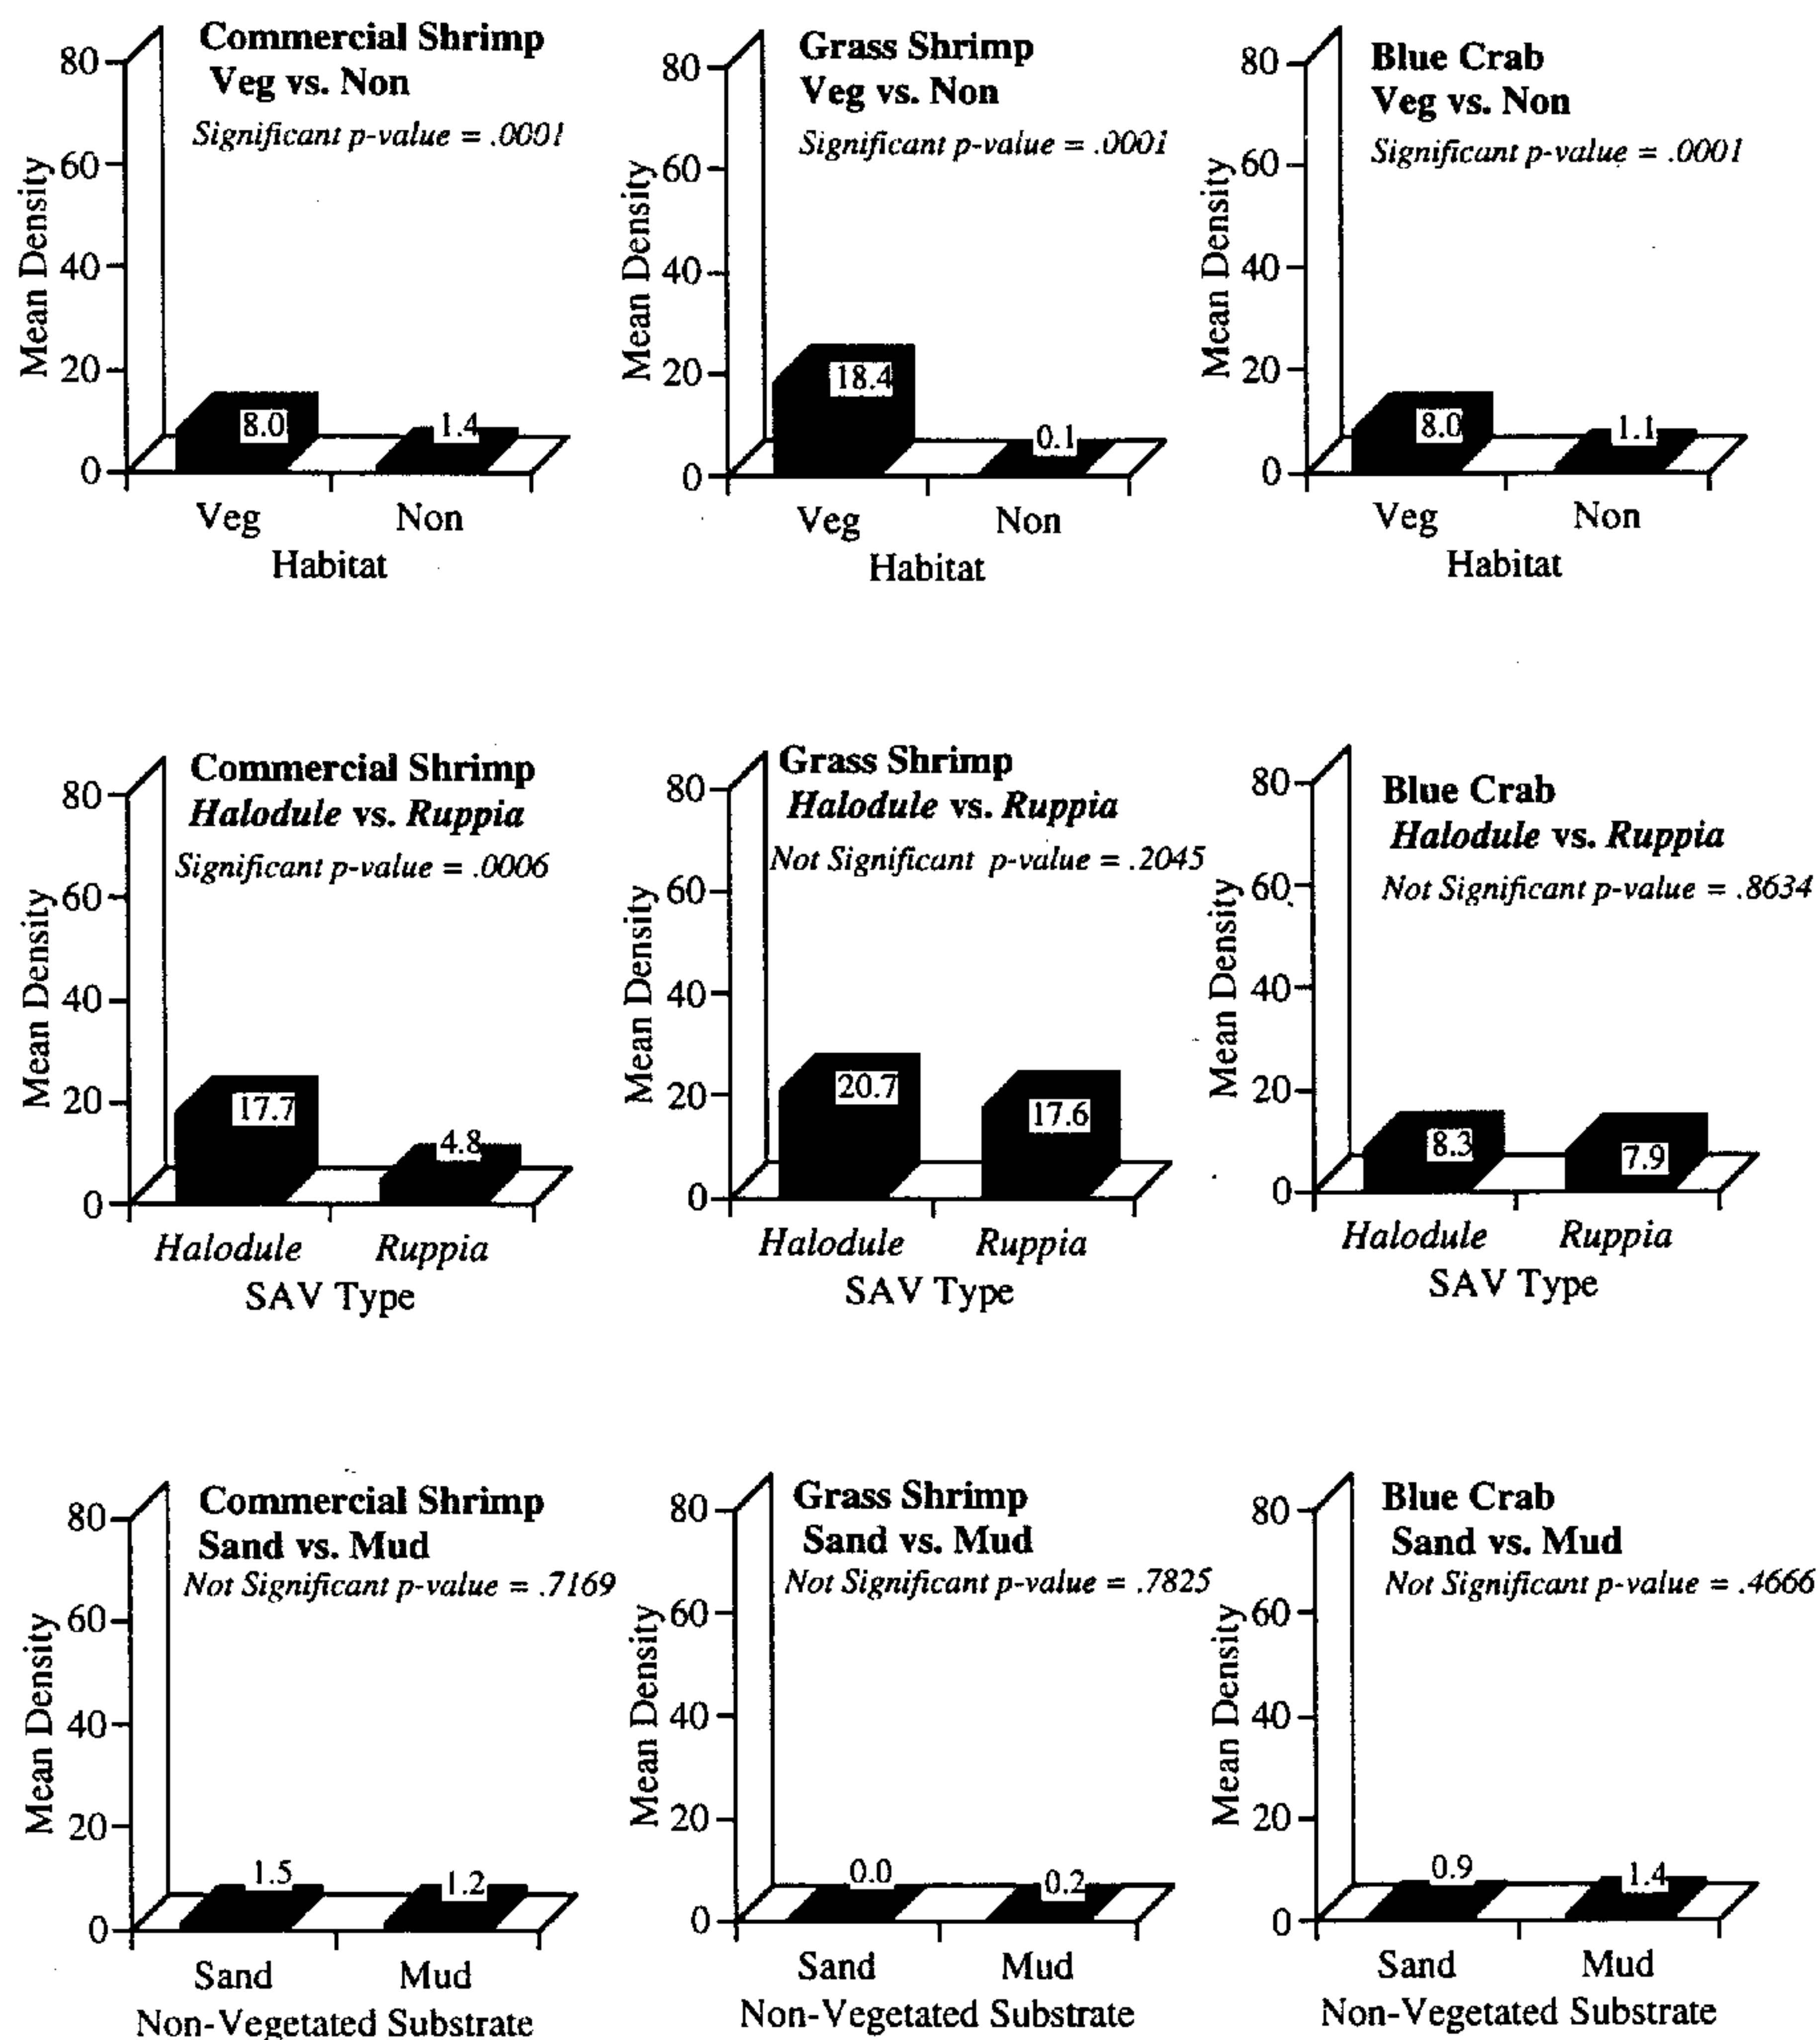 Commercial Shrimp
Veg vs. Non
Significant p-value = .0001
Mean Density
80
60
40
20
0
8.0
1.4
Veg
Non
Habitat
Grass Shrimp
Veg vs. Non
Significant p-value = .0001
Mean Density
80
60
40
20
0
18.4
0.1
Veg
Non
Habitat
Blue Crab
Veg vs. Non
Significant p-value = .0001
Mean Density
80
60
40
20
0
8.0
1.1
Veg
Non
Habitat
Commercial Shrimp
Halodule vs. Ruppia
Significant p-value = .0006
Mean Density
80
60
40
20
0
17.7
4.8
Halodule
Ruppia
SAV Type
Grass Shrimp
Halodule vs. Ruppia
Not Significant p-value = .2045
Mean Density
80
60
40
20
0
20.7
17.6
Halodule
Ruppia
SAV Type
Blue Crab
Halodule vs. Ruppia
Not Significant p-value = .8634
Mean Density
80
60
40
20
0
8.3
7.9
Halodule
Ruppia
SAV Type
Commercial Shrimp
Sand vs. Mud
Not Significant p-value = .7169
Mean Density
80
60
40
20
0
1.5
1.2
Sand
Mud
Non-Vegetated Substrate
Grass Shrimp
Sand vs. Mud
Not Significant p-value = .7825
Mean Density
80
60
40
20
0
0.0
0.2
Sand
Mud
Non-Vegetated Substrate
Blue Crab
Sand vs. Mud
Not Significant p-value = .4666
Mean Density
80
60
40
20
0
0.9
1.4
Sand
Mud
Non-Vegetated Substrate